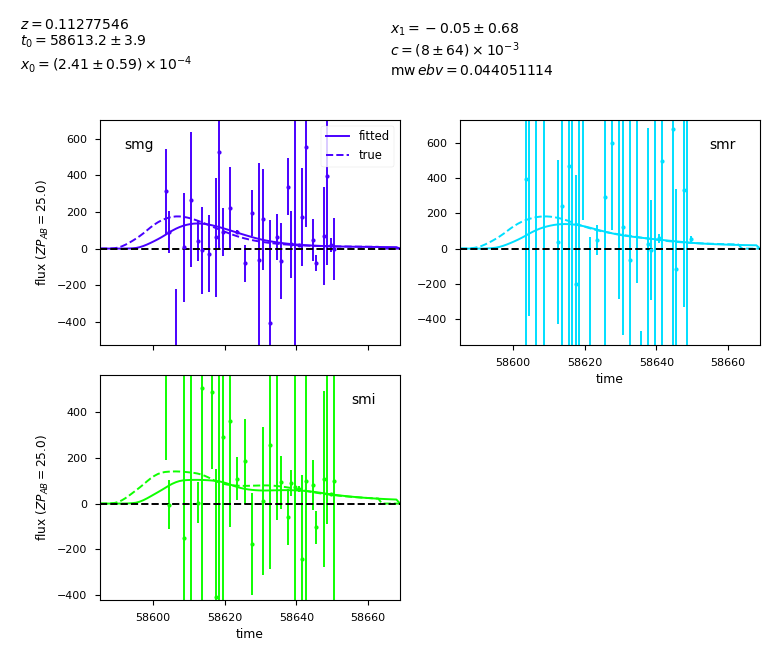 z = 0.11277546
t₀ = 58613.2 ± 3.9
x₀ = (2.41 ± 0.59) × 10⁻⁴
x₁ = −0.05 ± 0.68
c = (8 ± 64) × 10⁻³
mw ebv = 0.044051114
smg
fitted
true
600
400
200
0
−200
−400
flux (ZP_AB = 25.0)
smr
600
400
200
0
−200
−400
58600 58620 58640 58660
time
smi
400
200
0
−200
−400
flux (ZP_AB = 25.0)
58600 58620 58640 58660
time